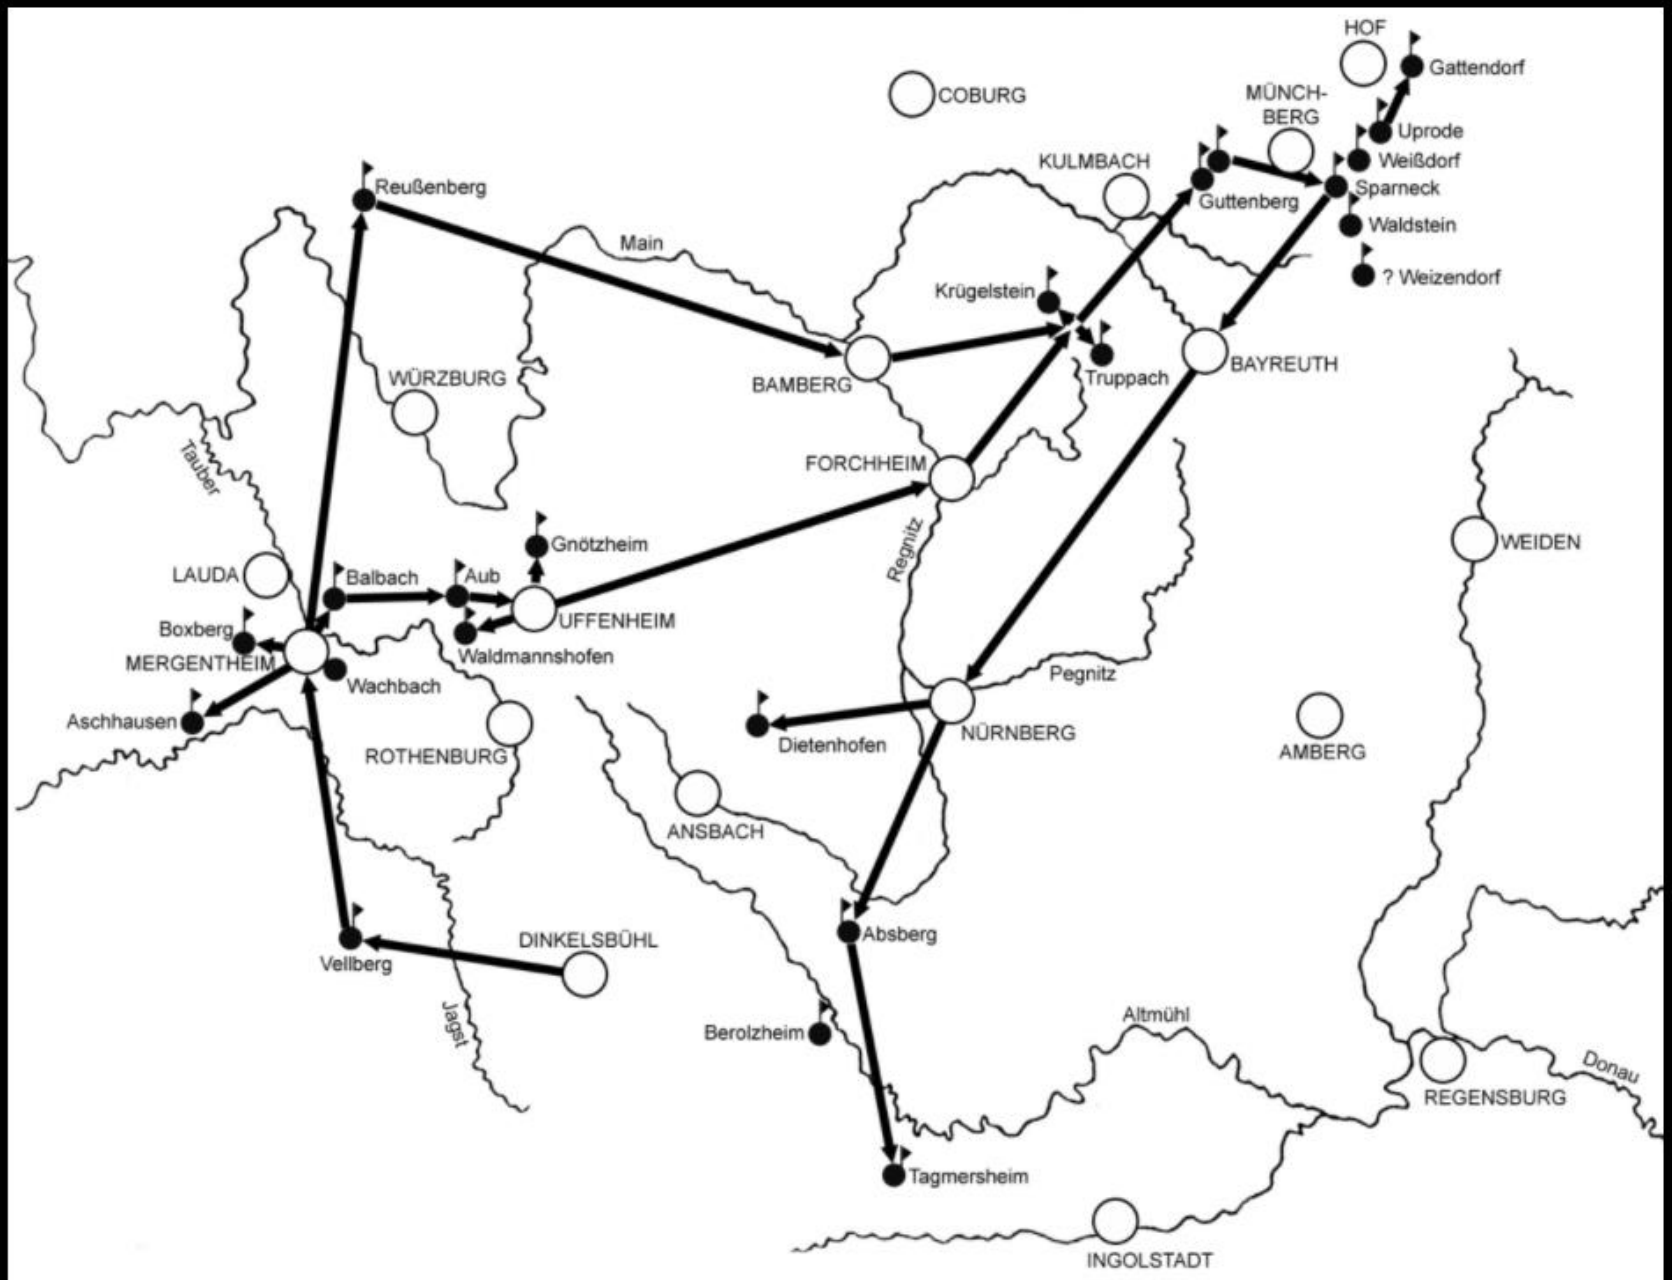 HOF
Gattendorf
COBURG
MÜNCH-
BERG
Uprode
KULMBACH
Weißdorf
Reußenberg
Sparneck
Guttenberg
Waldstein
Main
? Weizendorf
Krügelstein
BAYREUTH
Truppach
WÜRZBURG
BAMBERG
FORCHHEIM
Tauber
WEIDEN
Gnötzheim
Regnitz
LAUDA
Balbach
Aub
UFFENHEIM
Boxberg
Waldmannshofen
MERGENTHEIM
Pegnitz
Wachbach
Aschhausen
NÜRNBERG
Dietenhofen
ROTHENBURG
AMBERG
ANSBACH
Absberg
DINKELSBÜHL
Vellberg
Jagst
Altmühl
Berolzheim
Donau
REGENSBURG
Tagmersheim
INGOLSTADT